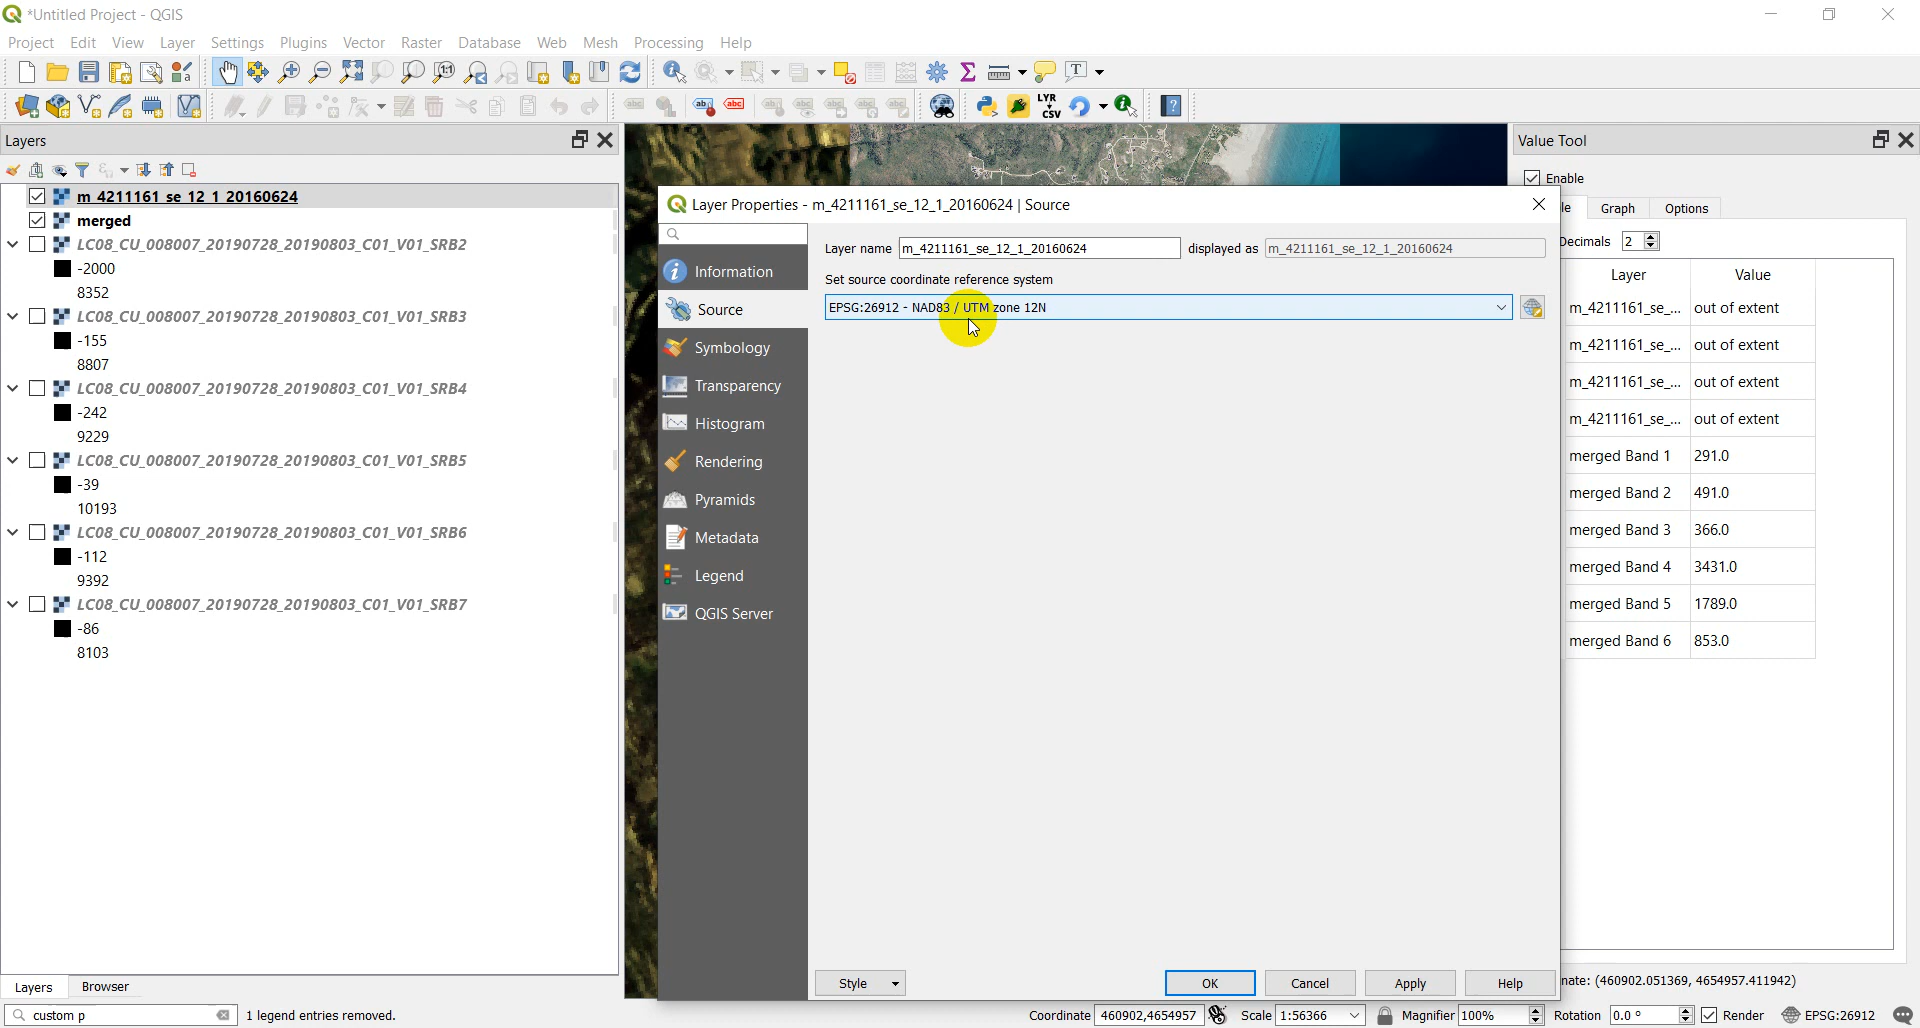 *Untitled Project - QGIS
Project Edit View Layer Settings Plugins Vector Raster Database Web Mesh Processing Help
Layers
m_4211161_se_12_1_20160624
merged
LC08_CU_008007_20190728_20190803_C01_V01_SRB2
-2000
8352
LC08_CU_008007_20190728_20190803_C01_V01_SRB3
-155
8807
LC08_CU_008007_20190728_20190803_C01_V01_SRB4
-242
9229
LC08_CU_008007_20190728_20190803_C01_V01_SRB5
-39
10193
LC08_CU_008007_20190728_20190803_C01_V01_SRB6
-112
9392
LC08_CU_008007_20190728_20190803_C01_V01_SRB7
-86
8103
Layers Browser
Layer Properties - m_4211161_se_12_1_20160624 | Source
Information
Source
Symbology
Transparency
Histogram
Rendering
Pyramids
Metadata
Legend
QGIS Server
Layer name m_4211161_se_12_1_20160624 displayed as m_4211161_se_12_1_20160624
Set source coordinate reference system
EPSG:26912 - NAD83 / UTM zone 12N
Style OK Cancel Apply Help
Value Tool
Enable
le Graph Options
Decimals 2
Layer Value
m_4211161_se_... out of extent
m_4211161_se_... out of extent
m_4211161_se_... out of extent
m_4211161_se_... out of extent
merged Band 1 291.0
merged Band 2 491.0
merged Band 3 366.0
merged Band 4 3431.0
merged Band 5 1789.0
merged Band 6 853.0
nate: (460902.051369, 4654957.411942)
custom p 1 legend entries removed. Coordinate 460902,4654957 Scale 1:56366 Magnifier 100% Rotation 0.0 ° Render EPSG:26912